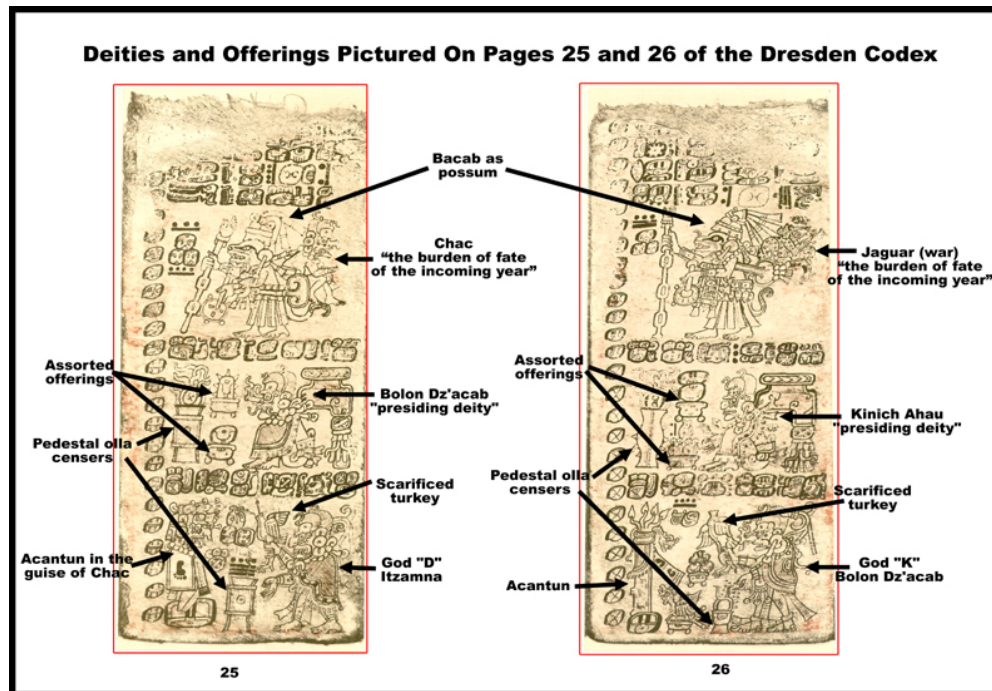 Deities and Offerings Pictured On Pages 25 and 26 of the Dresden Codex
Bacab as
possum
Chac
“the burden of fate
of the incoming year”
Jaguar (war)
“the burden of fate
of the incoming year”
Assorted
offerings
Bolon Dz'acab
"presiding deity"
Pedestal olla
censers
Scarificed
turkey
Acantun in the
guise of Chac
God "D"
Itzamna
Assorted
offerings
Kinich Ahau
"presiding deity"
Pedestal olla
censers
Scarificed
turkey
Acantun
God "K"
Bolon Dz'acab
25
26